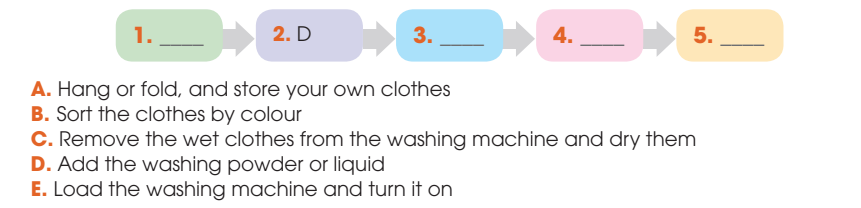 1. ____ 2. D 3. ____ 4. ____ 5. ____
A. Hang or fold, and store your own clothes
B. Sort the clothes by colour
C. Remove the wet clothes from the washing machine and dry them
D. Add the washing powder or liquid
E. Load the washing machine and turn it on